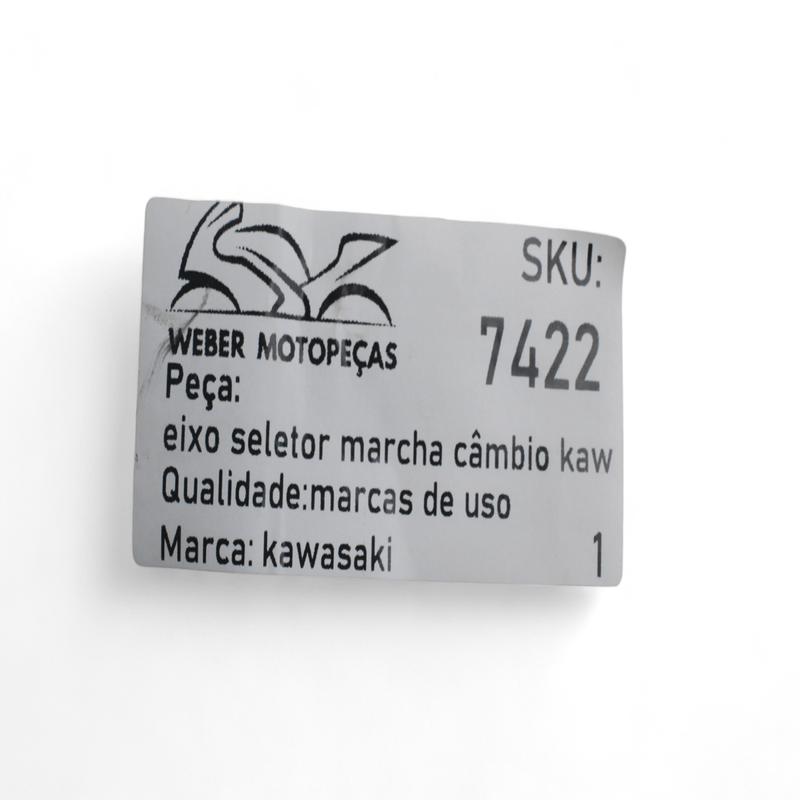 SKU:
7422
WEBER MOTOPEÇAS
Peça:
eixo seletor marcha câmbio kaw
Qualidade:marcas de uso
Marca: kawasaki 1